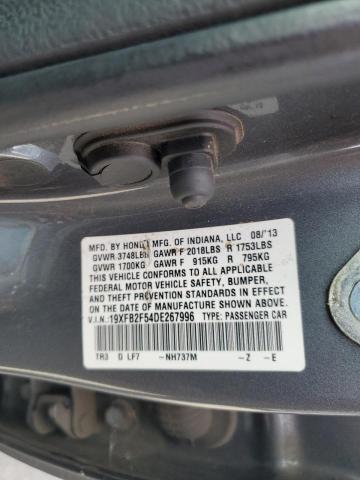 MFD. BY HONDA MFG. OF INDIANA, LLC 08/'13
GVWR 3748LBS GAWR F 2018LBS R 1753LBS
GVWR 1700KG GAWR F 915KG R 795KG
THIS VEHICLE CONFORMS TO ALL APPLICABLE
FEDERAL MOTOR VEHICLE SAFETY, BUMPER,
AND THEFT PREVENTION STANDARDS IN EFFECT
ON THE DATE OF MANUFACTURE SHOWN ABOVE.
V.I.N.:19XFB2F54DE267996 TYPE: PASSENGER CAR
TR3 D LF7 -NH737M -Z -E